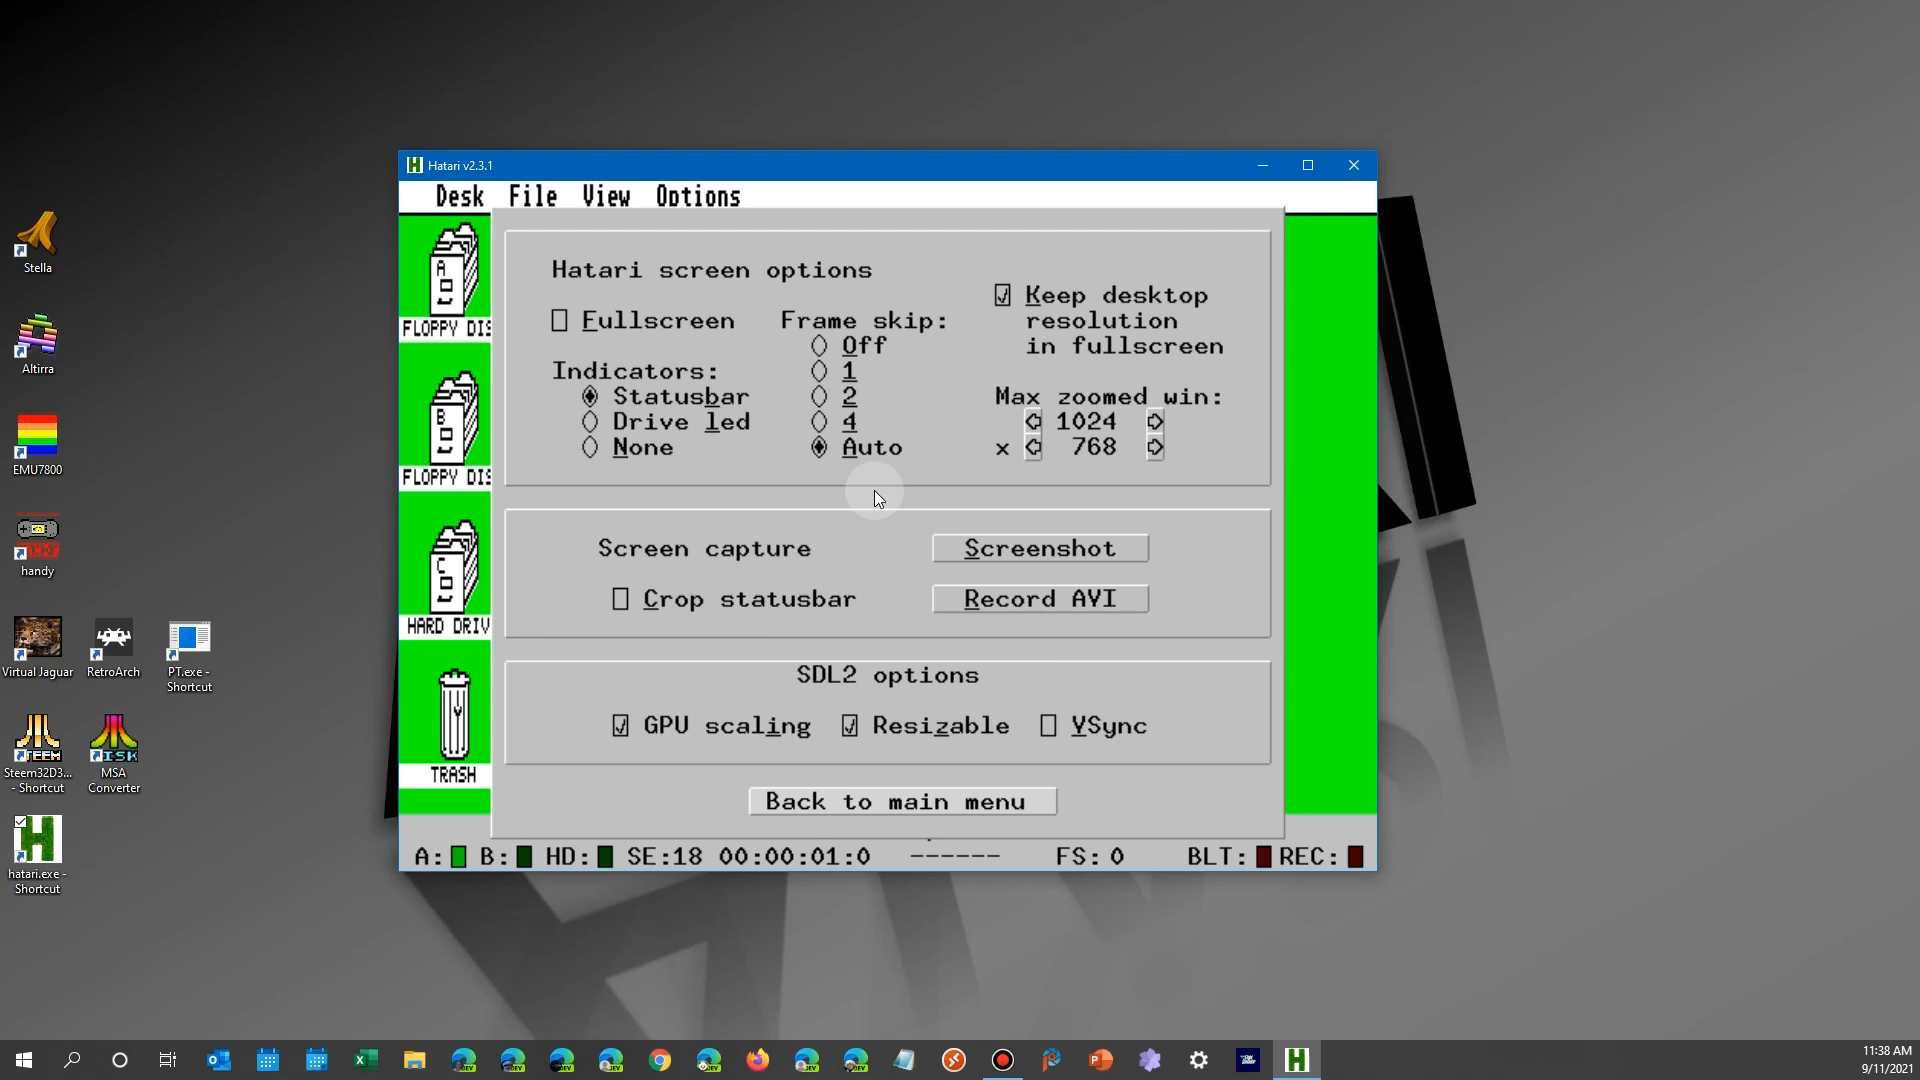 Hatari v2.3.1
Desk File View Options
Hatari screen options
Fullscreen
Frame skip:
Keep desktop
resolution
in fullscreen
Off
1
2
4
Auto
Indicators:
Statusbar
Drive led
None
Max zoomed win:
1024
x 768
Screen capture
Screenshot
Crop statusbar
Record AVI
SDL2 options
GPU scaling
Resizable
VSync
Back to main menu
A
FLOPPY DIS
B
FLOPPY DIS
C
HARD DRIV
TRASH
A: B: HD: SE:18 00:00:01:0 ------ FS: 0 BLT: REC:
Stella
Altirra
EMU7800
handy
Virtual Jaguar
RetroArch
PT.exe -
Shortcut
STEEM
Steem32D3...
- Shortcut
DISK
MSA
Converter
H
hatari.exe -
Shortcut
11:38 AM
9/11/2021